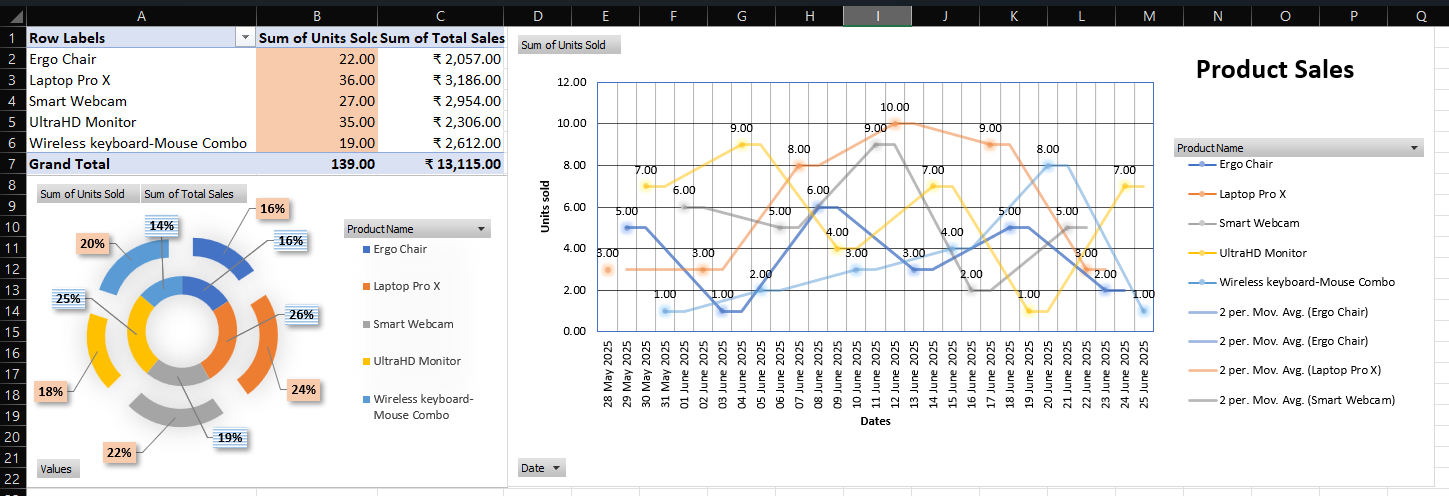 A B C D E F G H I J K L M N O P Q
1 Row Labels Sum of Units Solc Sum of Total Sales
2 Ergo Chair 22.00 ₹ 2,057.00
3 Laptop Pro X 36.00 ₹ 3,186.00
4 Smart Webcam 27.00 ₹ 2,954.00
5 UltraHD Monitor 35.00 ₹ 2,306.00
6 Wireless keyboard-Mouse Combo 19.00 ₹ 2,612.00
7 Grand Total 139.00 ₹ 13,115.00
8
9
10
11
12
13
14
15
16
17
18
19
20
21
22
Sum of Units Sold Sum of Total Sales
16%
14%
20%
16%
25%
26%
18%
24%
19%
22%
Values
ProductName
Ergo Chair
Laptop Pro X
Smart Webcam
UltraHD Monitor
Wireless keyboard-
Mouse Combo
Sum of Units Sold
Product Sales
12.00
10.00
8.00
6.00
4.00
2.00
0.00
Units sold
10.00
9.00 9.00 9.00
8.00 8.00
7.00 7.00 7.00
6.00 6.00
5.00 5.00 5.00 5.00
4.00 4.00
3.00 3.00 3.00 3.00 3.00
2.00 2.00 2.00
1.00 1.00 1.00 1.00
28 May 2025
29 May 2025
30 May 2025
31 May 2025
01 June 2025
02 June 2025
03 June 2025
04 June 2025
05 June 2025
06 June 2025
07 June 2025
08 June 2025
09 June 2025
10 June 2025
11 June 2025
12 June 2025
13 June 2025
14 June 2025
15 June 2025
16 June 2025
17 June 2025
18 June 2025
19 June 2025
20 June 2025
21 June 2025
22 June 2025
23 June 2025
24 June 2025
25 June 2025
Dates
Date
ProductName
Ergo Chair
Laptop Pro X
Smart Webcam
UltraHD Monitor
Wireless keyboard-Mouse Combo
2 per. Mov. Avg. (Ergo Chair)
2 per. Mov. Avg. (Ergo Chair)
2 per. Mov. Avg. (Laptop Pro X)
2 per. Mov. Avg. (Smart Webcam)